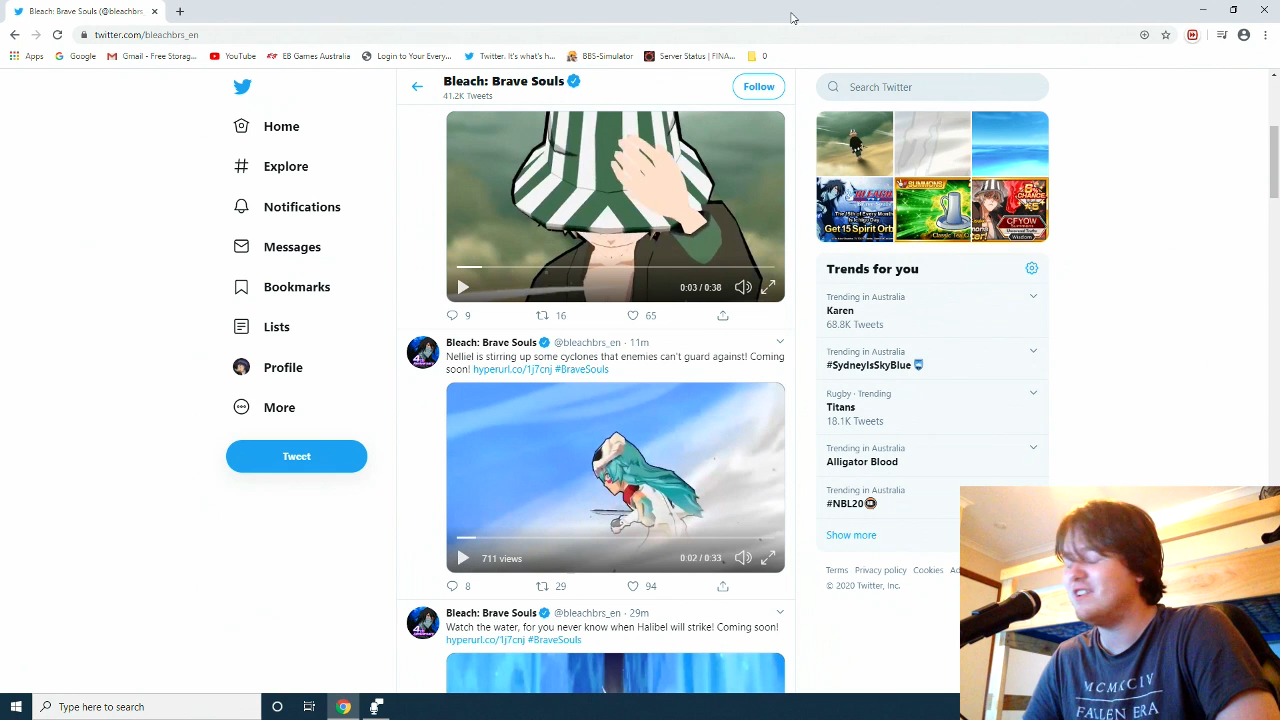 Bleach: Brave Souls (@bleachbrs_e
twitter.com/bleachbrs_en
Apps
Google
Gmail - Free Storag...
YouTube
EB Games Australia
Login to Your Every...
Twitter. It's what's h...
BBS-Simulator
Server Status | FINA...
0
Home
Explore
Notifications
Messages
Bookmarks
Lists
Profile
More
Tweet
Bleach: Brave Souls
41.2K Tweets
Follow
0:03 / 0:38
9
16
65
Bleach: Brave Souls @bleachbrs_en · 11m
Nelliel is stirring up some cyclones that enemies can't guard against! Coming
soon! hyperurl.co/1j7cnj #BraveSouls
711 views
0:02 / 0:33
8
29
94
Bleach: Brave Souls @bleachbrs_en · 29m
Watch the water, for you never know when Halibel will strike! Coming soon!
hyperurl.co/1j7cnj #BraveSouls
Search Twitter
Get 15 Spirit Orb
SUMMONS
CHANCE
CFYOW
Trends for you
Trending in Australia
Karen
68.8K Tweets
Trending in Australia
#SydneyIsSkyBlue
Rugby · Trending
Titans
18.1K Tweets
Trending in Australia
Alligator Blood
Trending in Australia
#NBL20
Show more
Terms Privacy policy Cookies Ad
© 2020 Twitter, Inc.
MCMXCIV
FALLEN ERA
Type here to search